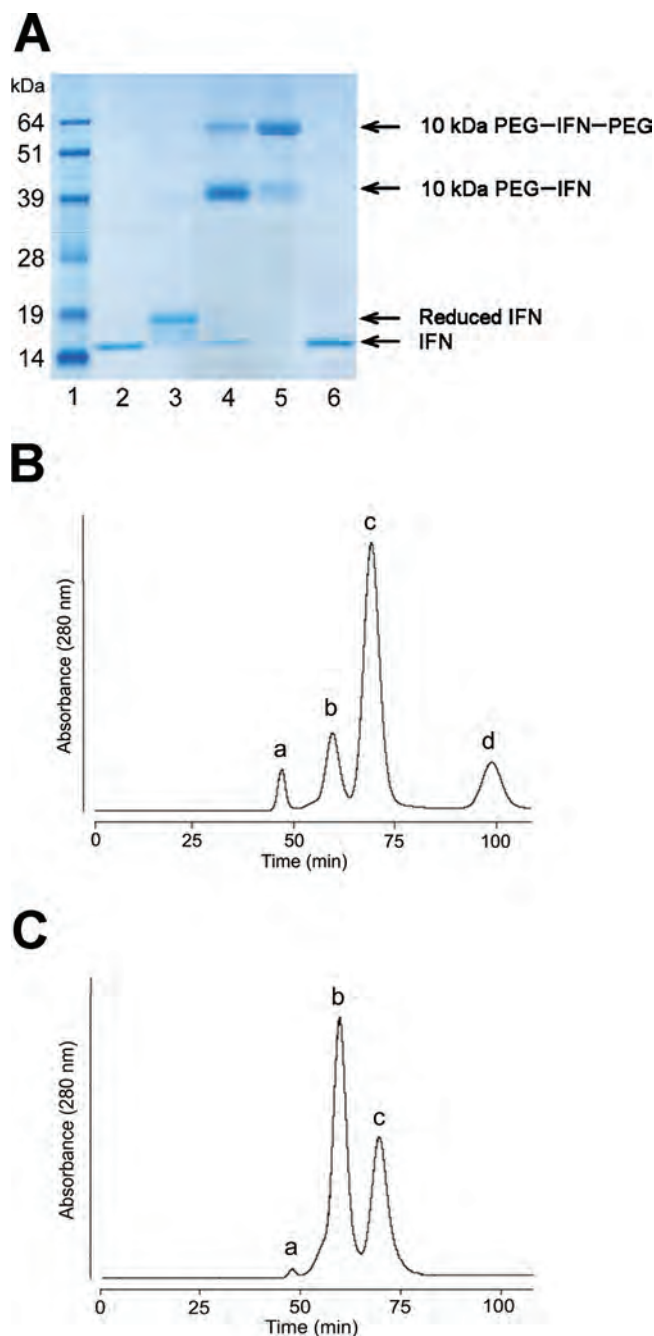 A
kDa
64
51
39
28
19
14
10 kDa PEG–IFN–PEG
10 kDa PEG–IFN
Reduced IFN
IFN
1 2 3 4 5 6
B
Absorbance (280 nm)
a
b
c
d
0 25 50 75 100
Time (min)
C
Absorbance (280 nm)
a
b
c
0 25 50 75 100
Time (min)